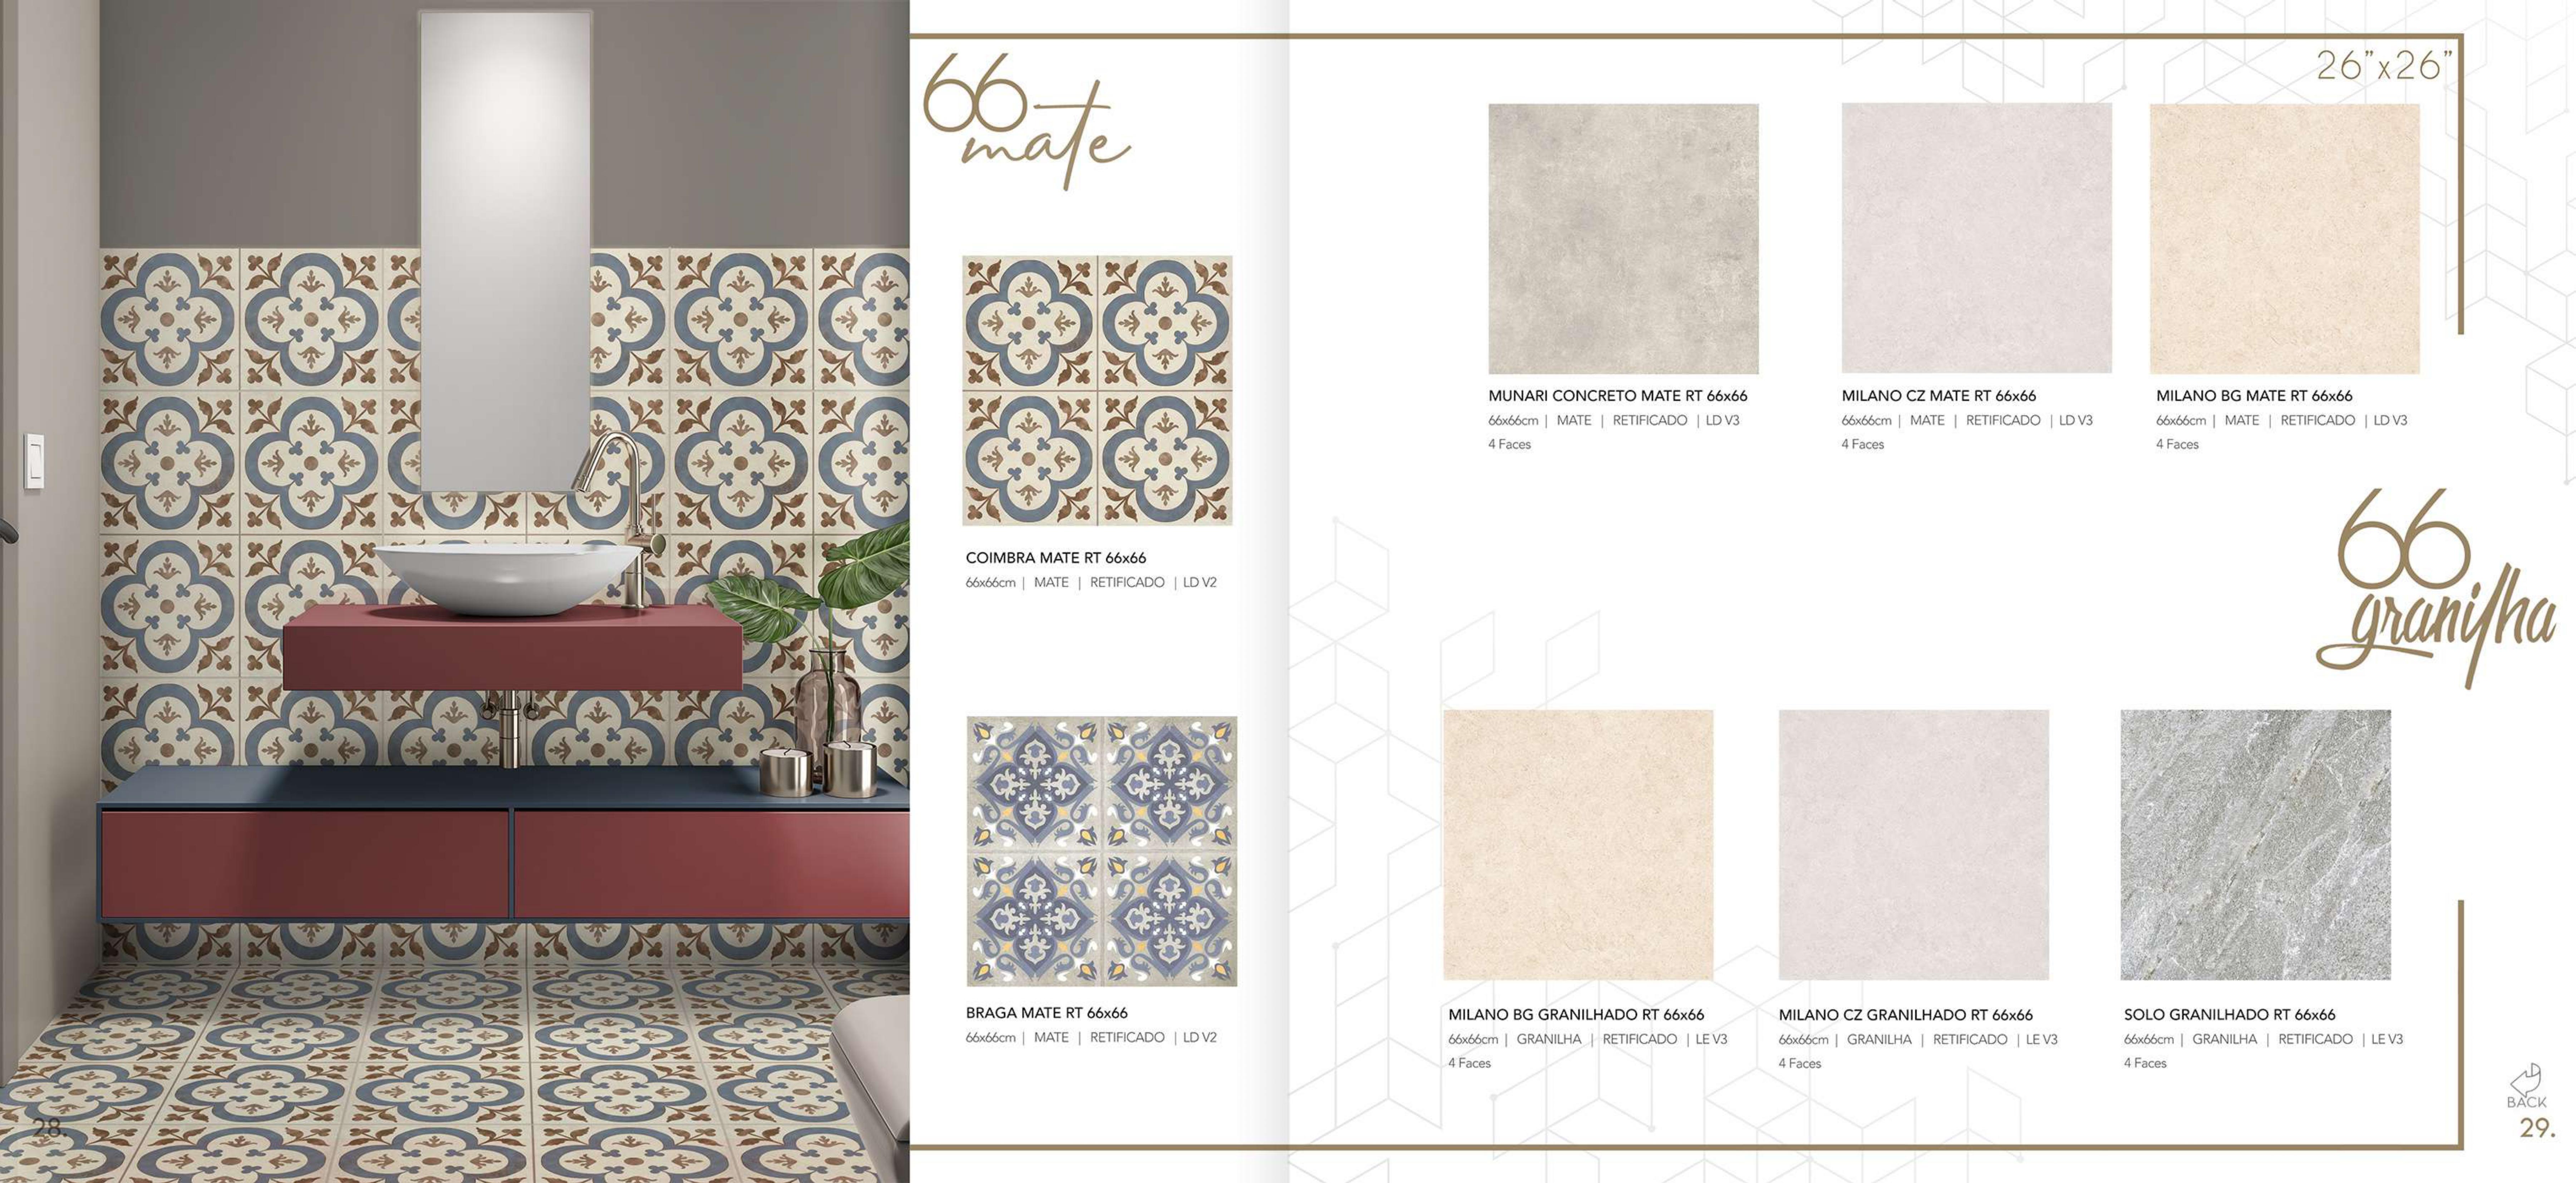 66
mate
COIMBRA MATE RT 66x66
66x66cm | MATE | RETIFICADO | LD V2
BRAGA MATE RT 66x66
66x66cm | MATE | RETIFICADO | LD V2
28.
26”x26”
MUNARI CONCRETO MATE RT 66x66
66x66cm | MATE | RETIFICADO | LD V3
4 Faces
MILANO CZ MATE RT 66x66
66x66cm | MATE | RETIFICADO | LD V3
4 Faces
MILANO BG MATE RT 66x66
66x66cm | MATE | RETIFICADO | LD V3
4 Faces
66
granilha
MILANO BG GRANILHADO RT 66x66
66x66cm | GRANILHA | RETIFICADO | LE V3
4 Faces
MILANO CZ GRANILHADO RT 66x66
66x66cm | GRANILHA | RETIFICADO | LE V3
4 Faces
SOLO GRANILHADO RT 66x66
66x66cm | GRANILHA | RETIFICADO | LE V3
4 Faces
BACK
29.